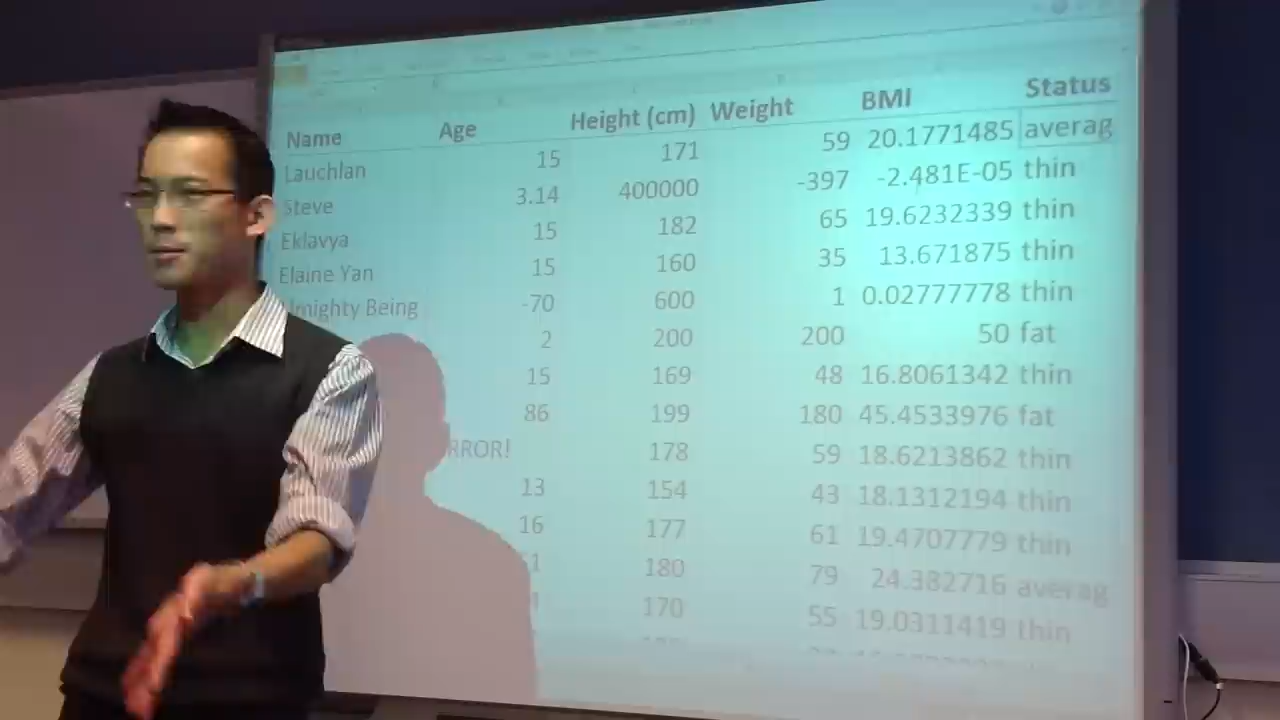 Name Age Height (cm) Weight BMI Status
Lauchlan 15 171 59 20.1771485 averag
Steve 3.14 400000 -397 -2.481E-05 thin
Eklavya 15 182 65 19.6232339 thin
Elaine Yan 15 160 35 13.671875 thin
lmighty Being -70 600 1 0.02777778 thin
2 200 200 50 fat
15 169 48 16.8061342 thin
86 199 180 45.4533976 fat
RROR! 178 59 18.6213862 thin
13 154 43 18.1312194 thin
16 177 61 19.4707779 thin
180 79 24.382716 averag
170 55 19.0311419 thin